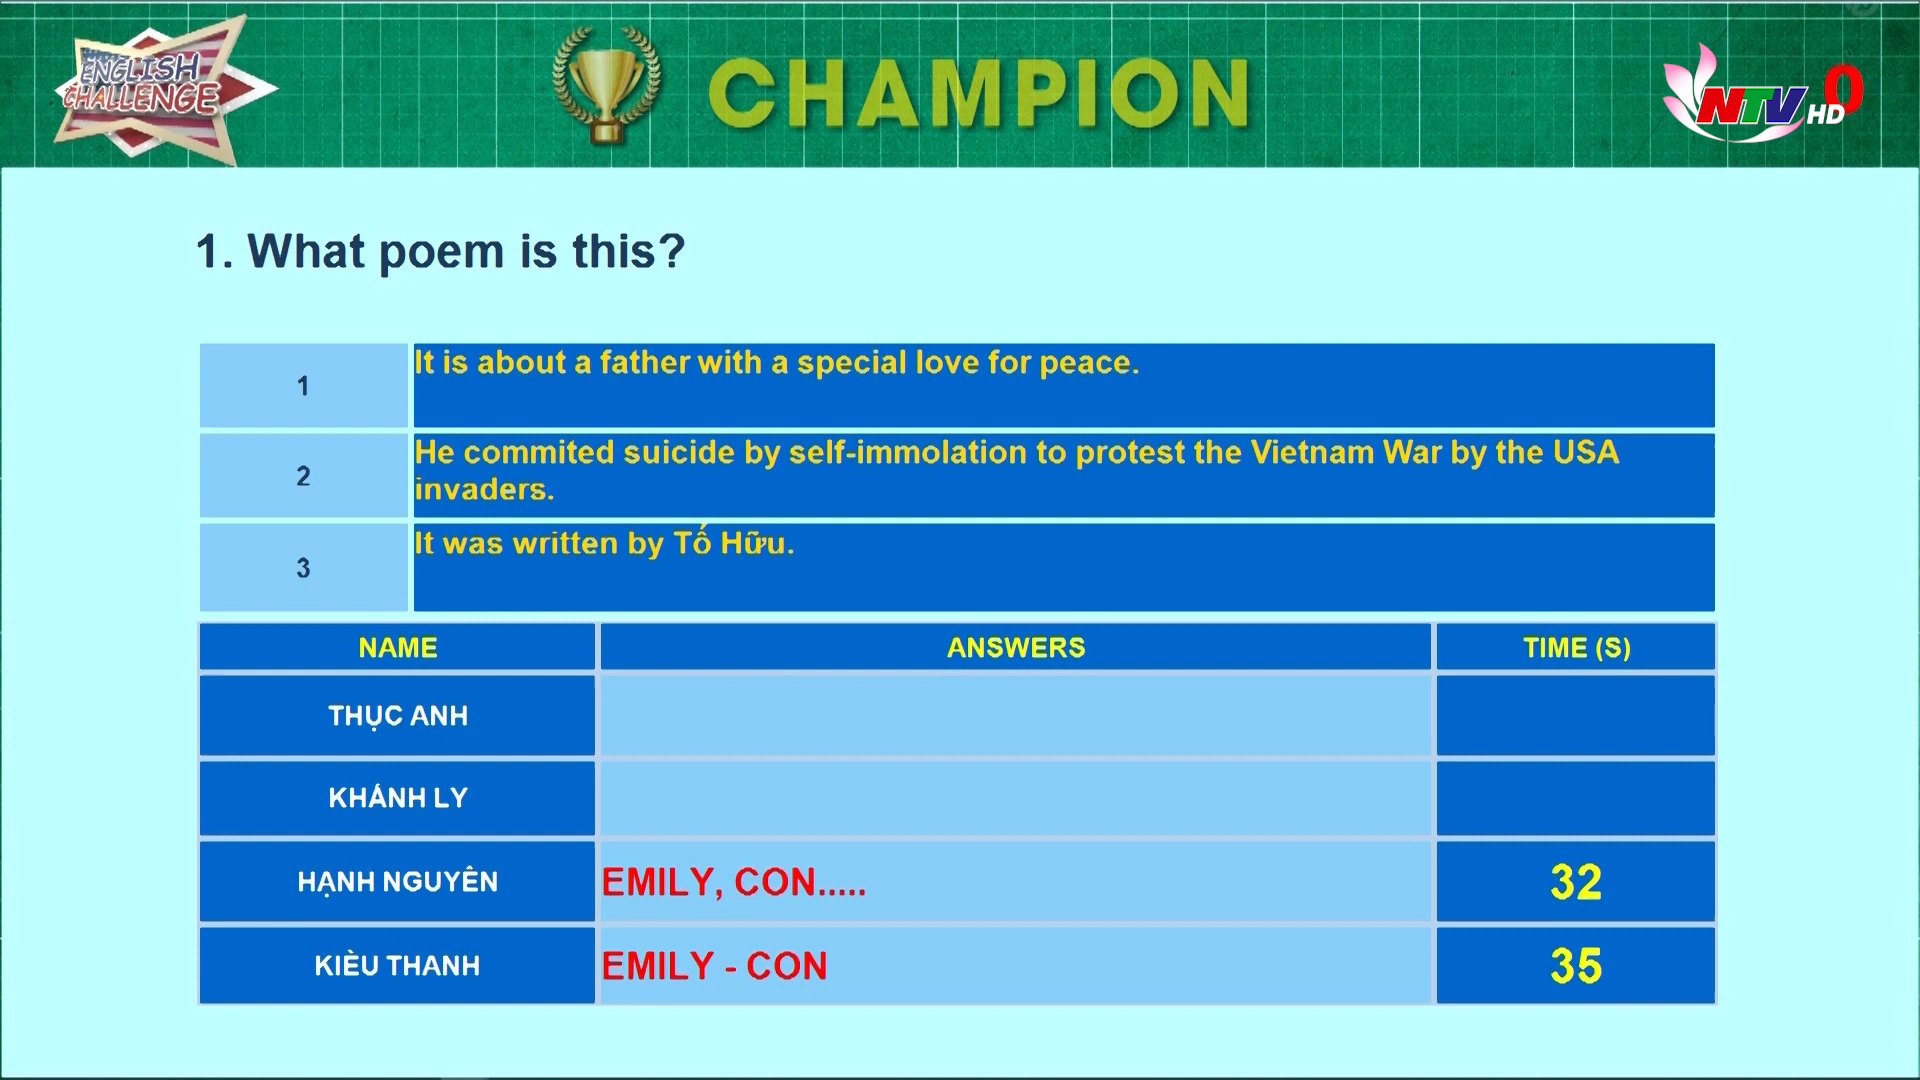 ENGLISH
CHALLENGE
CHAMPION
NTV HD
0
1. What poem is this?
1
It is about a father with a special love for peace.
2
He commited suicide by self-immolation to protest the Vietnam War by the USA
invaders.
3
It was written by Tố Hữu.
NAME ANSWERS TIME (S)
THỤC ANH
KHÁNH LY
HẠNH NGUYÊN EMILY, CON..... 32
KIỀU THANH EMILY - CON 35